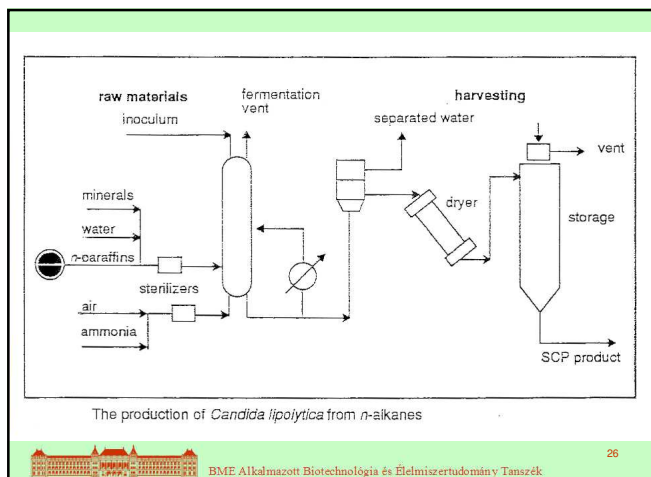 raw materials
inoculum
fermentation
vent
harvesting
separated water
vent
minerals
water
n-paraffins
sterilizers
dryer
storage
air
ammonia
SCP product
The production of Candida lipolytica from n-alkanes
26
BME Alkalmazott Biotechnológia és Élelmiszertudomány Tanszék